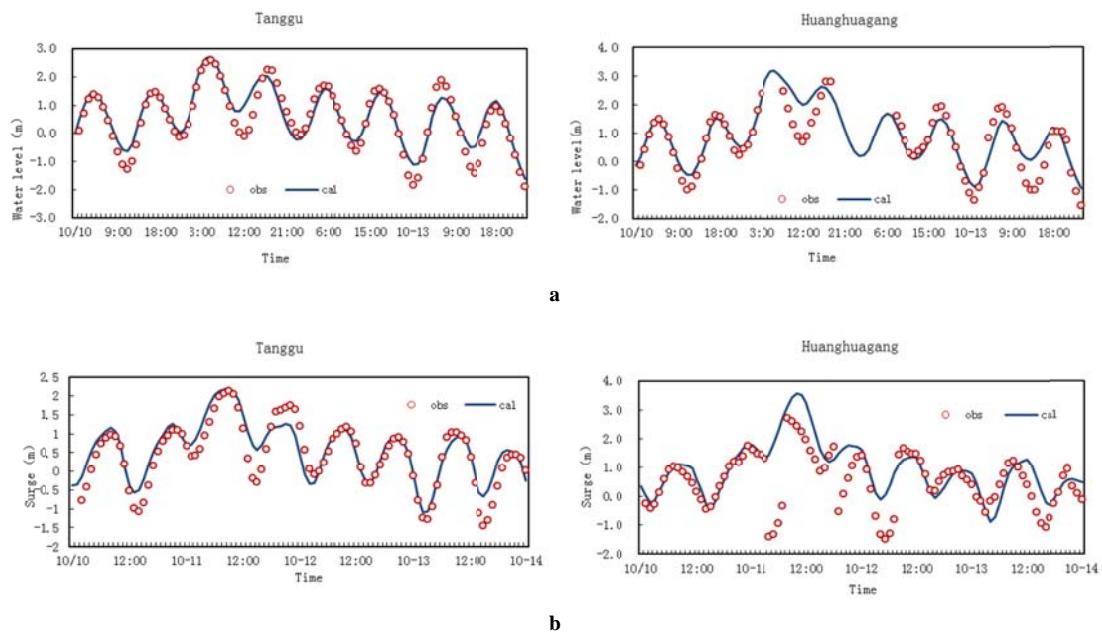 Tanggu
Water level (m)
3.0
2.0
1.0
0.0
-1.0
-2.0
-3.0
obs
cal
10/10 9:00 18:00 3:00 12:00 21:00 6:00 15:00 10-13 9:00 18:00
Time
Huanghuagang
Water level(m)
4.0
3.0
2.0
1.0
0.0
-1.0
-2.0
obs
cal
10/10 9:00 18:00 3:30 12:00 21:00 6:00 15:00 10-13 9:00 18:00
Time
a
Tanggu
Surge (m)
2.5
2
1.5
1
0.5
0
-0.5
-1
-1.5
-2
obs
cal
10/10 12:00 10-11 12:00 10-12 12:00 10-13 12:00 10-14
Time
Huanghuagang
Surge (m)
4.0
3.0
2.0
1.0
0.0
-1.0
-2.0
obs
cal
10/10 12:00 10-11 12:00 10-12 12:00 10-13 12:00 10-14
Time
b